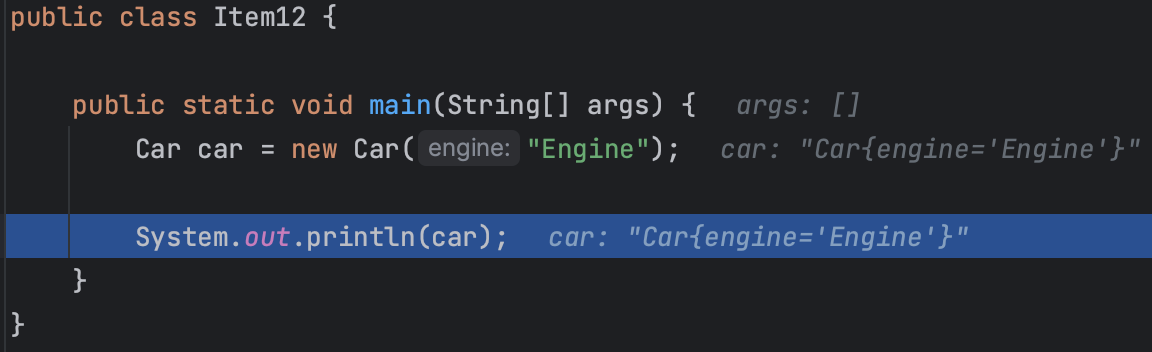 public class Item12 {
public static void main(String[] args) { args: []
Car car = new Car( engine: "Engine"); car: "Car{engine='Engine'}"
System.out.println(car); car: "Car{engine='Engine'}"
}
}